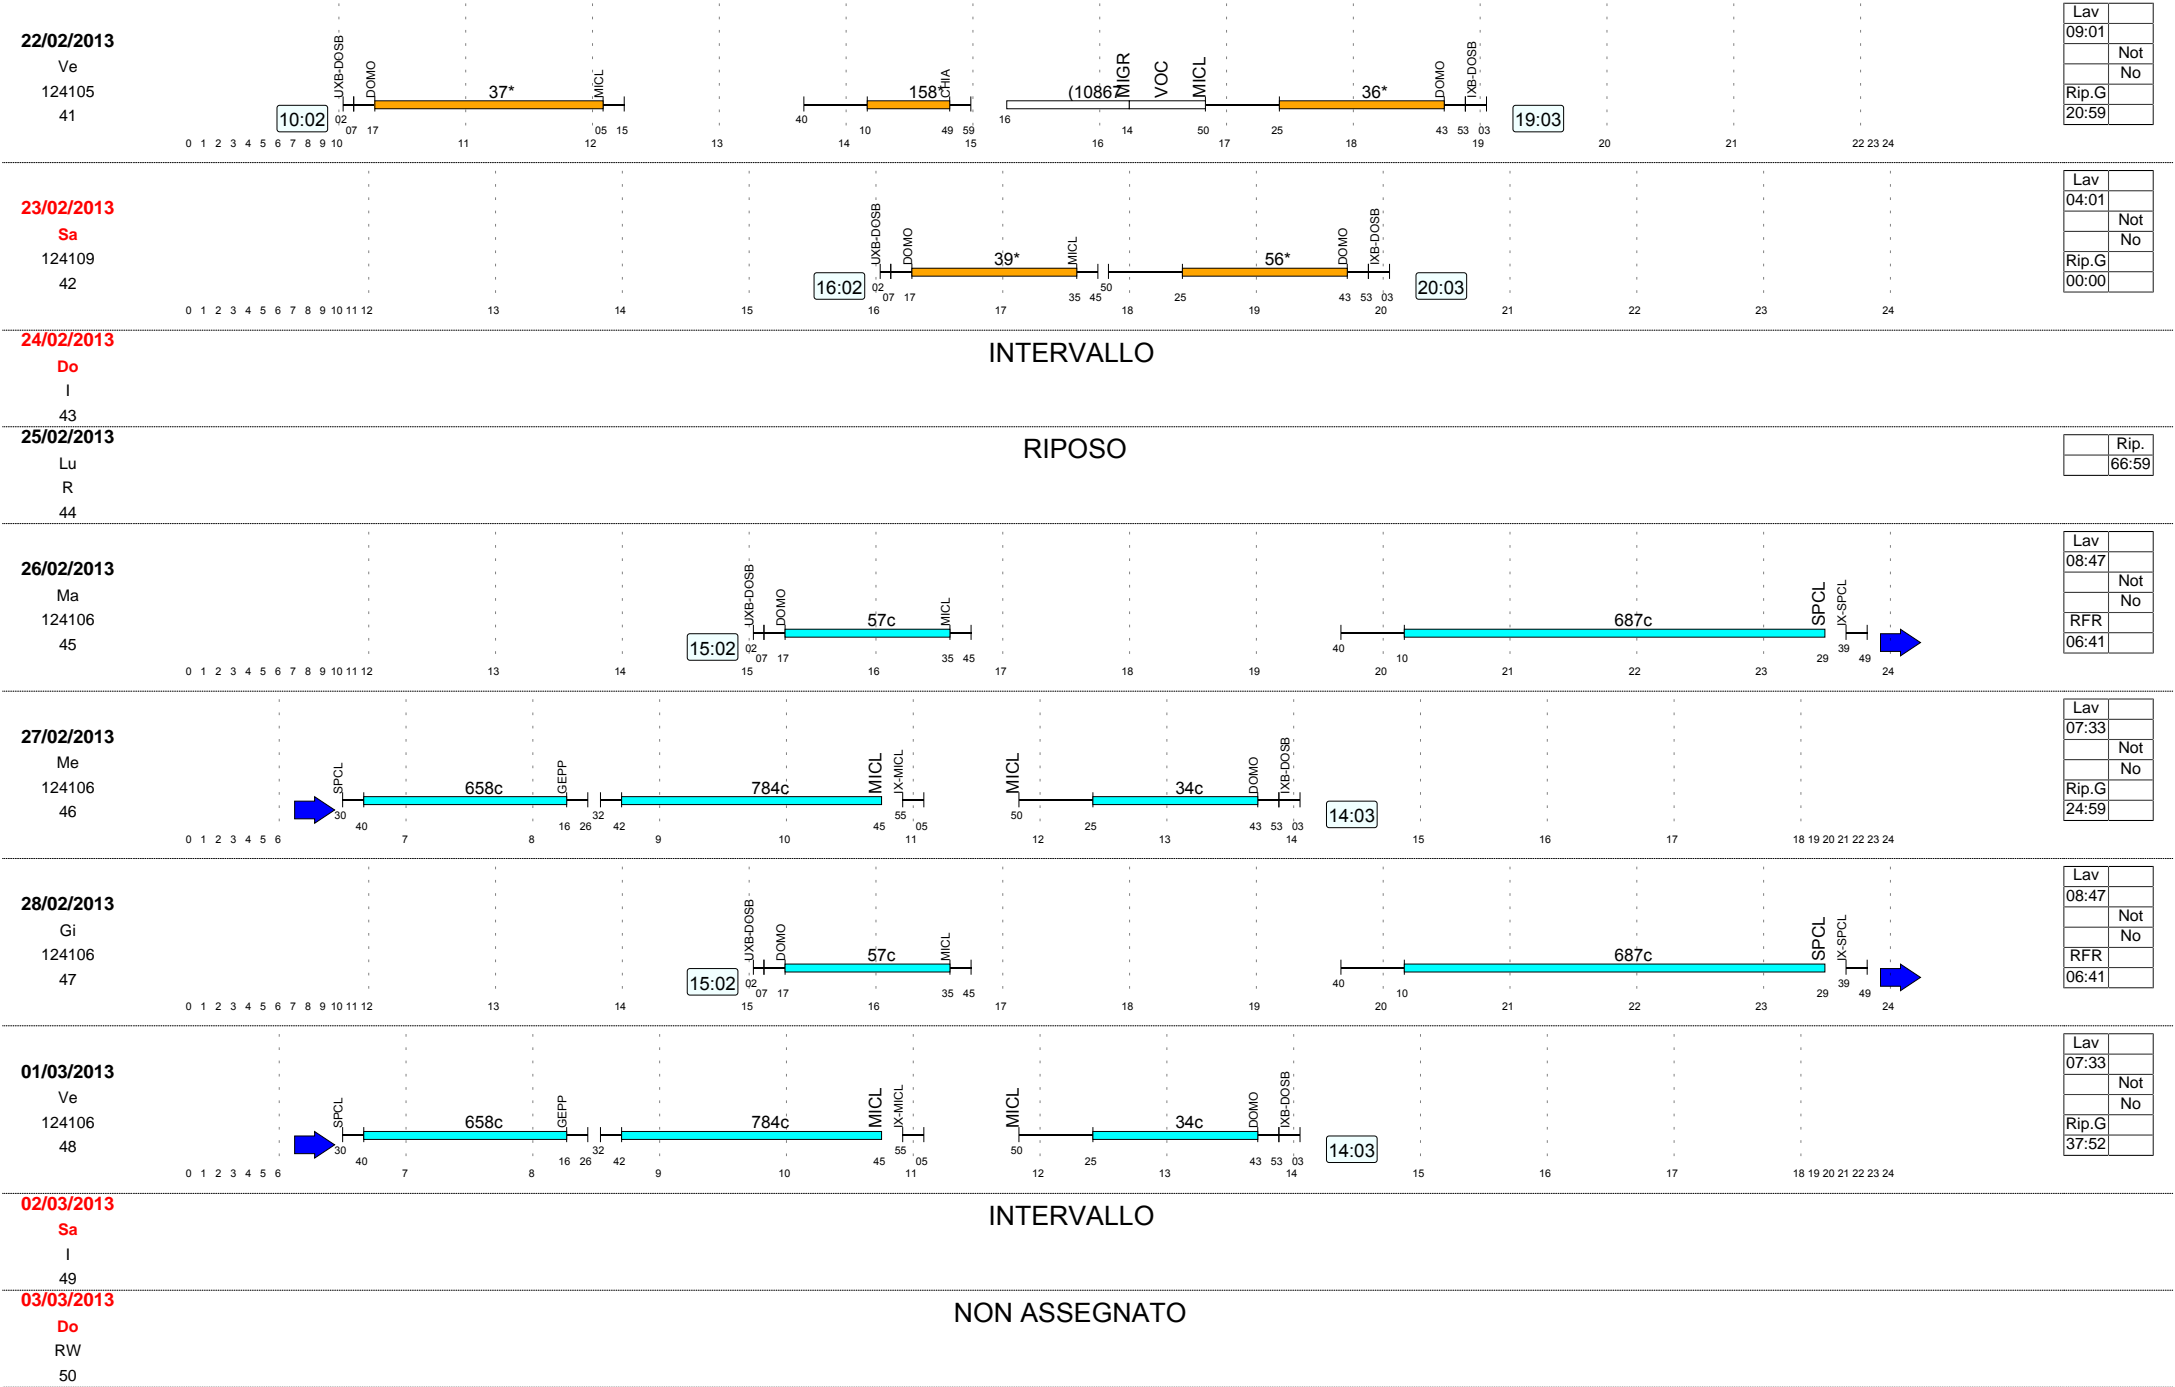 22/02/2013
Ve
124105
41
10:02
UXB-DOSB DOMO 37* MICL 158* CHIA (10867 MIGR VOC MICL 36* DOMO IXB-DOSB
02 07 17 05 15 40 10 49 59 16 14 50 25 43 53 03
19:03
0 1 2 3 4 5 6 7 8 9 10 11 12 13 14 15 16 17 18 19 20 21 22 23 24
Lav
09:01
Not
No
Rip.G
20:59
23/02/2013
Sa
124109
42
16:02
UXB-DOSB DOMO 39* MICL 56* DOMO IXB-DOSB
02 07 17 35 45 50 25 43 53 03
20:03
0 1 2 3 4 5 6 7 8 9 10 11 12 13 14 15 16 17 18 19 20 21 22 23 24
Lav
04:01
Not
No
Rip.G
00:00
24/02/2013
Do
I
43
INTERVALLO
25/02/2013
Lu
R
44
RIPOSO
Rip.
66:59
26/02/2013
Ma
124106
45
15:02
UXB-DOSB DOMO 57c MICL 687c SPCL IX-SPCL
02 07 17 35 45 40 10 29 39 49
0 1 2 3 4 5 6 7 8 9 10 11 12 13 14 15 16 17 18 19 20 21 22 23 24
Lav
08:47
Not
No
RFR
06:41
27/02/2013
Me
124106
46
SPCL 658c GEPP 784c MICL IX-MICL MICL 34c DOMO IXB-DOSB
30 40 16 26 32 42 45 55 05 50 25 43 53 03
14:03
0 1 2 3 4 5 6 7 8 9 10 11 12 13 14 15 16 17 18 19 20 21 22 23 24
Lav
07:33
Not
No
Rip.G
24:59
28/02/2013
Gi
124106
47
15:02
UXB-DOSB DOMO 57c MICL 687c SPCL IX-SPCL
02 07 17 35 45 40 10 29 39 49
0 1 2 3 4 5 6 7 8 9 10 11 12 13 14 15 16 17 18 19 20 21 22 23 24
Lav
08:47
Not
No
RFR
06:41
01/03/2013
Ve
124106
48
SPCL 658c GEPP 784c MICL IX-MICL MICL 34c DOMO IXB-DOSB
30 40 16 26 32 42 45 55 05 50 25 43 53 03
14:03
0 1 2 3 4 5 6 7 8 9 10 11 12 13 14 15 16 17 18 19 20 21 22 23 24
Lav
07:33
Not
No
Rip.G
37:52
02/03/2013
Sa
I
49
INTERVALLO
03/03/2013
Do
RW
50
NON ASSEGNATO